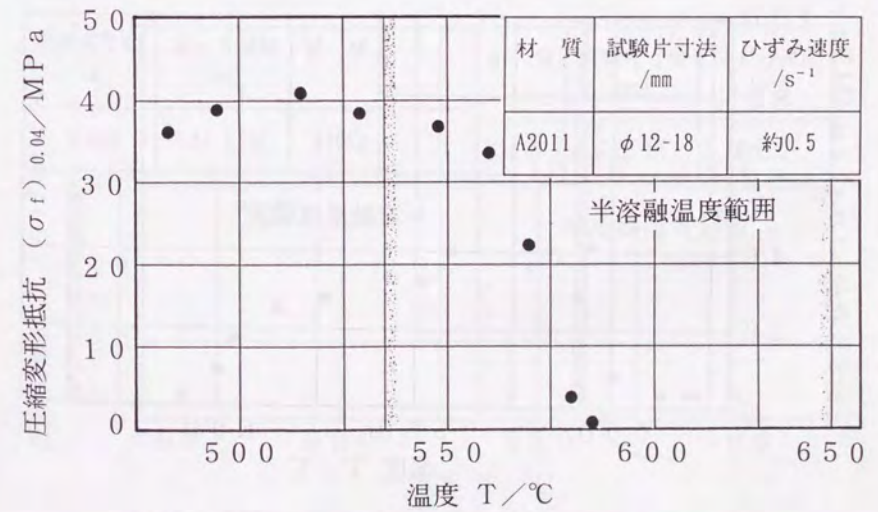 圧縮変形抵抗 (σf) 0.04/MPa
50
40
30
20
10
0
材 質 試験片寸法 ひずみ速度
/mm /s⁻¹
A2011 φ12-18 約0.5
半溶融温度範囲
500 550 600 650
温度 T/℃